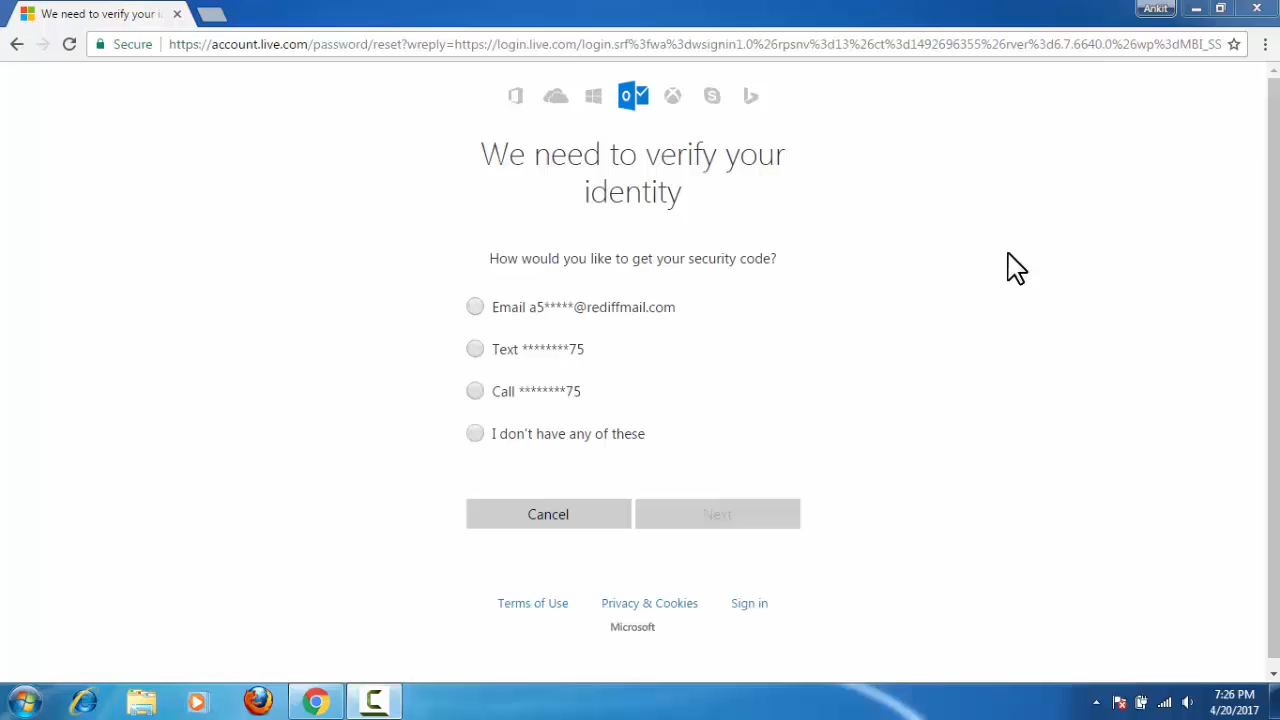 We need to verify your i
Ankit
Secure
https://account.live.com/password/reset?wreply=https://login.live.com/login.srf%3fwa%3dwsignin1.0%26rpsnv%3d13%26ct%3d1492696355%26rver%3d6.7.6640.0%26wp%3dMBI_SS
We need to verify your
identity
How would you like to get your security code?
Email a5*****@rediffmail.com
Text ********75
Call ********75
I don't have any of these
Cancel
Next
Terms of Use
Privacy & Cookies
Sign in
Microsoft
7:26 PM
4/20/2017